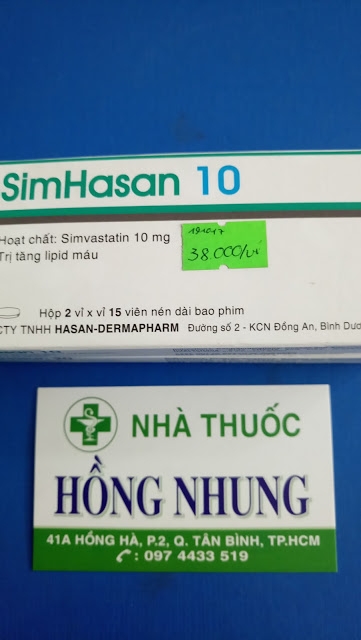 SimHasan 10
Hoạt chất: Simvastatin 10 mg
Trị tăng lipid máu
191017
38.000/vỉ
Hộp 2 vỉ x vỉ 15 viên nén dài bao phim
CTY TNHH HASAN-DERMAPHARM Đường số 2 - KCN Đồng An, Bình Dươ
NHÀ THUỐC
HỒNG NHUNG
41A HỒNG HÀ, P.2, Q. TÂN BÌNH, TP.HCM
: 097 4433 519